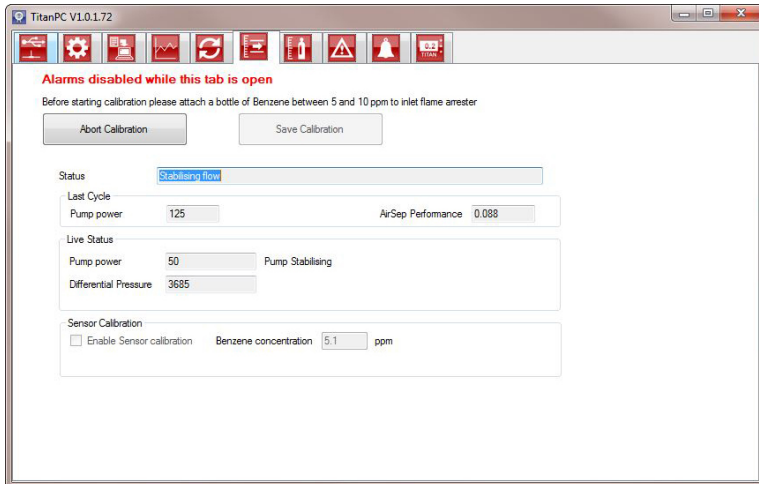 TitanPC V1.0.1.72
0.2
TITAN
Alarms disabled while this tab is open
Before starting calibration please attach a bottle of Benzene between 5 and 10 ppm to inlet flame arrester
Abort Calibration Save Calibration
Status Stabilising flow
Last Cycle
Pump power 125 AirSep Performance 0.088
Live Status
Pump power 50 Pump Stabilising
Differential Pressure 3685
Sensor Calibration
Enable Sensor calibration Benzene concentration 5.1 ppm